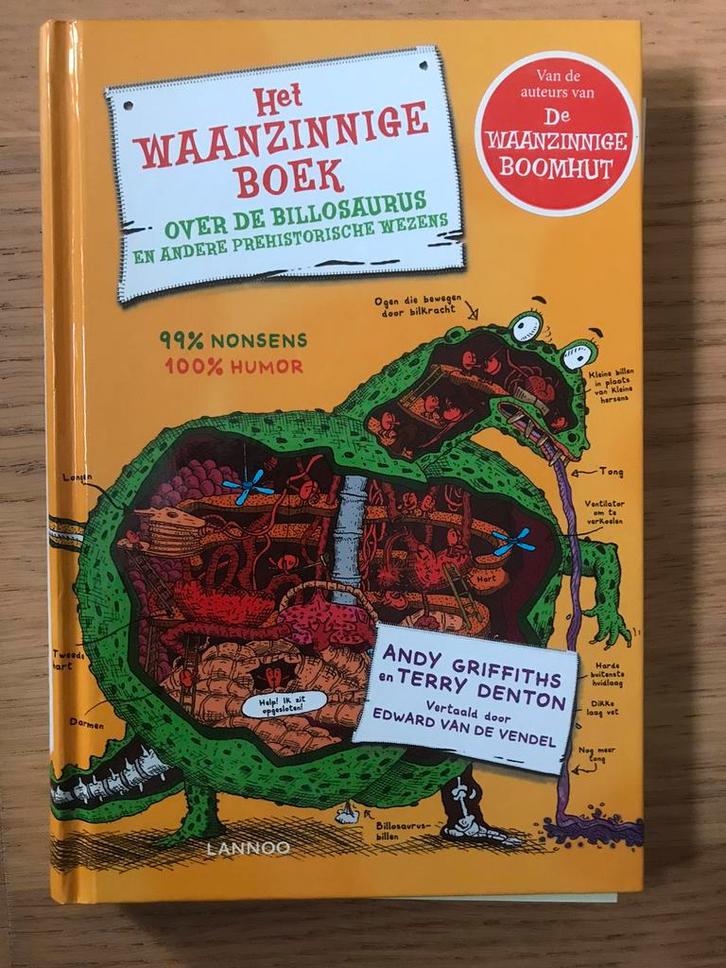 Het
WAANZINNIGE
BOEK
OVER DE BILLOSAURUS
EN ANDERE PREHISTORISCHE WEZENS
Van de
auteurs van
De
WAANZINNIGE
BOOMHUT
99% NONSENS
100% HUMOR
Ogen die bewegen
door bilkracht
Kleine billen
in plaats
van kleine
hersens
Longen
Tong
Ventilator
om te
verkoelen
Hart
Tweede
hart
Help! Ik zit
opgesloten!
ANDY GRIFFITHS
en TERRY DENTON
Vertaald door
EDWARD VAN DE VENDEL
Harde
buitenste
huidlaag
Dikke
laag vet
Darmen
Nog meer
tong
Billosaurus-
billen
LANNOO